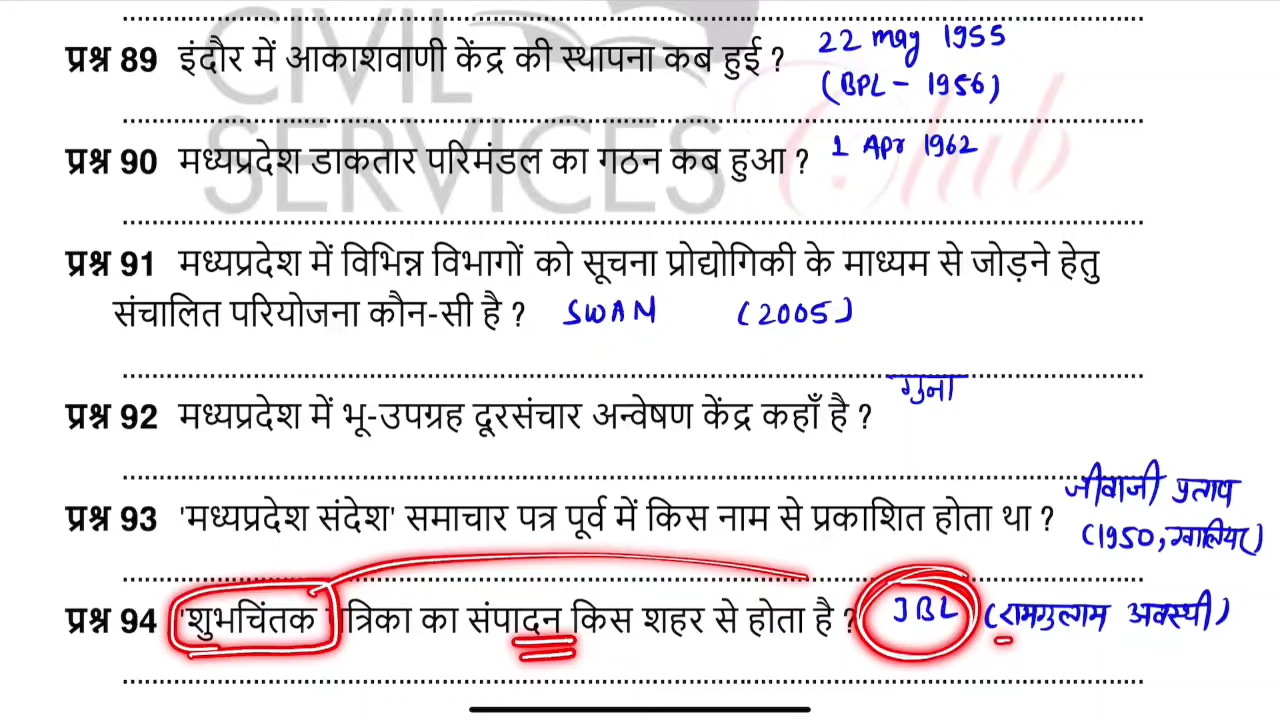 प्रश्न 89 इंदौर में आकाशवाणी केंद्र की स्थापना कब हुई ? 22 may 1955
(BPL - 1956)
CIVIL
प्रश्न 90 मध्यप्रदेश डाकतार परिमंडल का गठन कब हुआ ? 1 Apr 1962
SERVICES Club
प्रश्न 91 मध्यप्रदेश में विभिन्न विभागों को सूचना प्रोद्योगिकी के माध्यम से जोड़ने हेतु
संचालित परियोजना कौन-सी है ? SWAN (2005)
गुना
प्रश्न 92 मध्यप्रदेश में भू-उपग्रह दूरसंचार अन्वेषण केंद्र कहाँ है ?
जीवाजी प्रताप
प्रश्न 93 'मध्यप्रदेश संदेश' समाचार पत्र पूर्व में किस नाम से प्रकाशित होता था ? (1950, ग्वालियर)
प्रश्न 94 'शुभचिंतक त्रिका का संपादन किस शहर से होता है ? JBL (रामगुलाम अवस्थी)